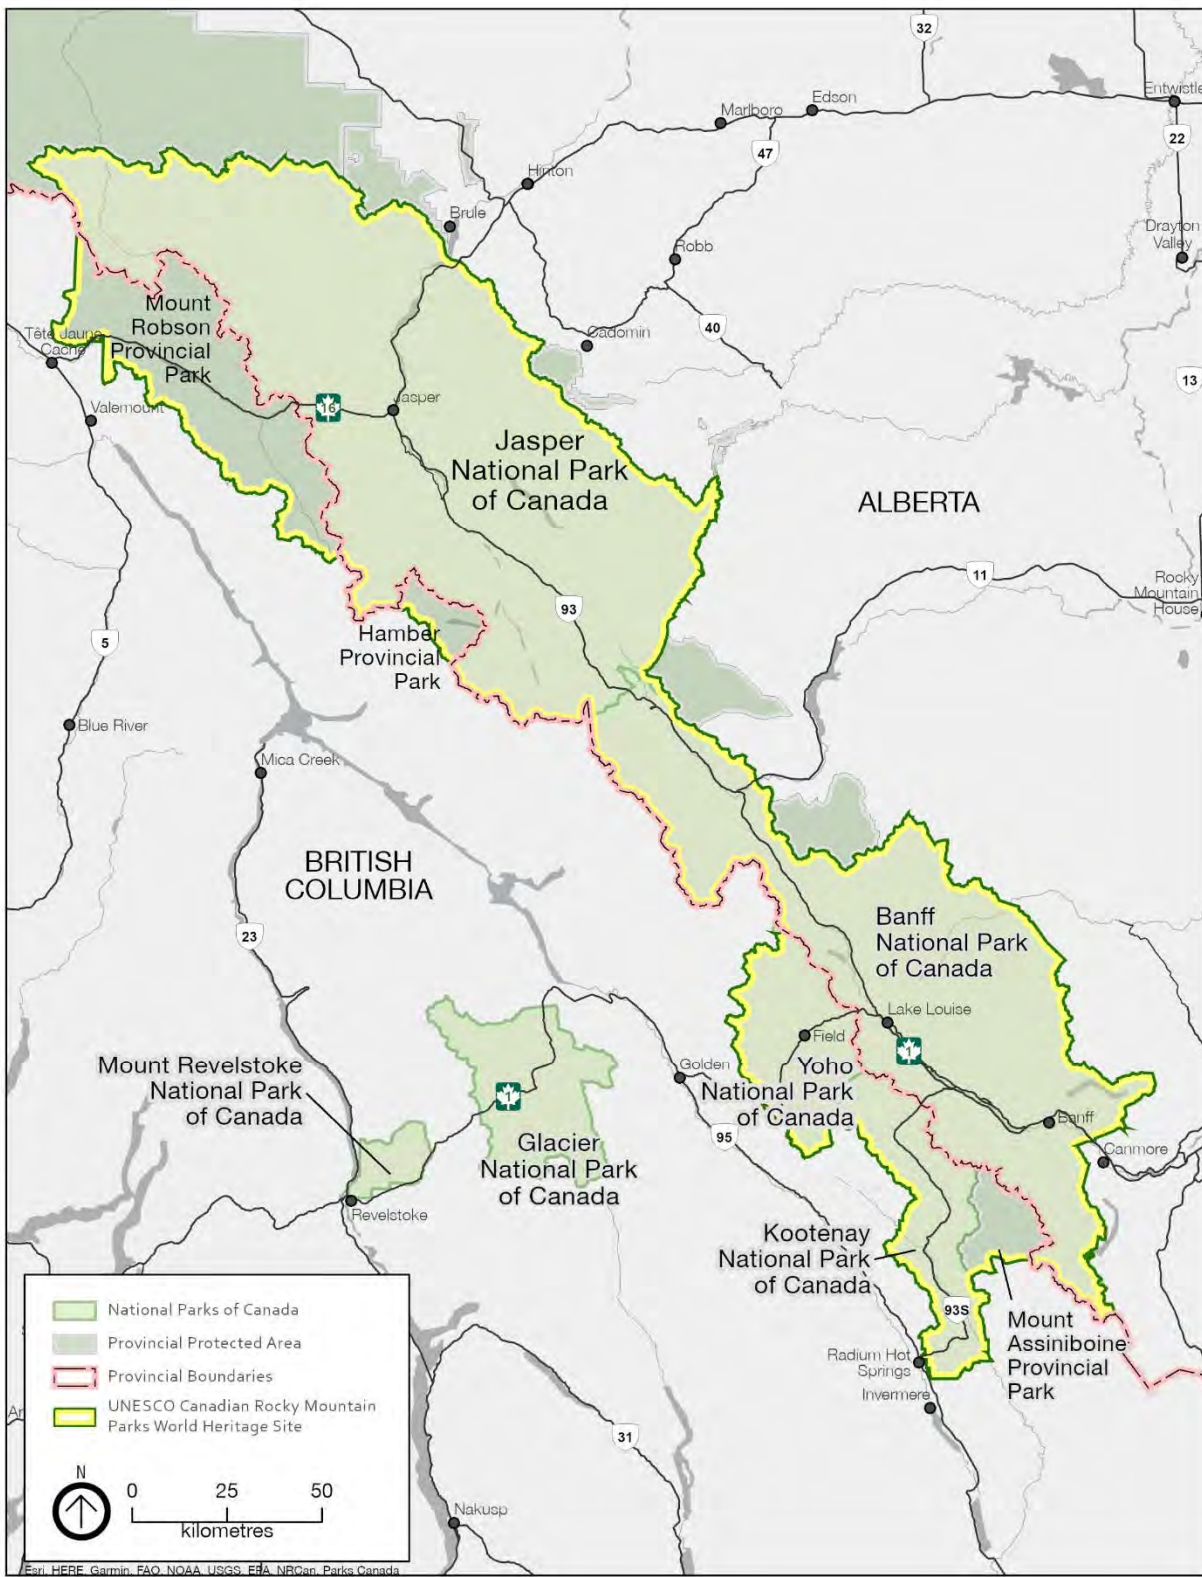 32
Entwistle
Marlboro
Edson
22
47
Hinton
Brule
Drayton
Valley
Robb
Mount
Robson
Provincial
Park
Tête Jaune
Cache
40
Cadomin
13
Valemount
16
Jasper
Jasper
National Park
of Canada
ALBERTA
11
Rocky
Mountain
House
93
5
Hamber
Provincial
Park
Blue River
Mica Creek
BRITISH
COLUMBIA
23
Banff
National Park
of Canada
Lake Louise
Field
1
Mount Revelstoke
National Park
of Canada
Golden
Yoho
National Park
of Canada
1
Banff
95
Canmore
Glacier
National Park
of Canada
Revelstoke
Kootenay
National Park
of Canada
93S
Mount
Assiniboine
Provincial
Park
Radium Hot
Springs
Invermere
31
Nakusp
National Parks of Canada
Provincial Protected Area
Provincial Boundaries
UNESCO Canadian Rocky Mountain
Parks World Heritage Site
N
0 25 50
kilometres
Esri, HERE, Garmin, FAO, NOAA, USGS, EPA, NRCan, Parks Canada